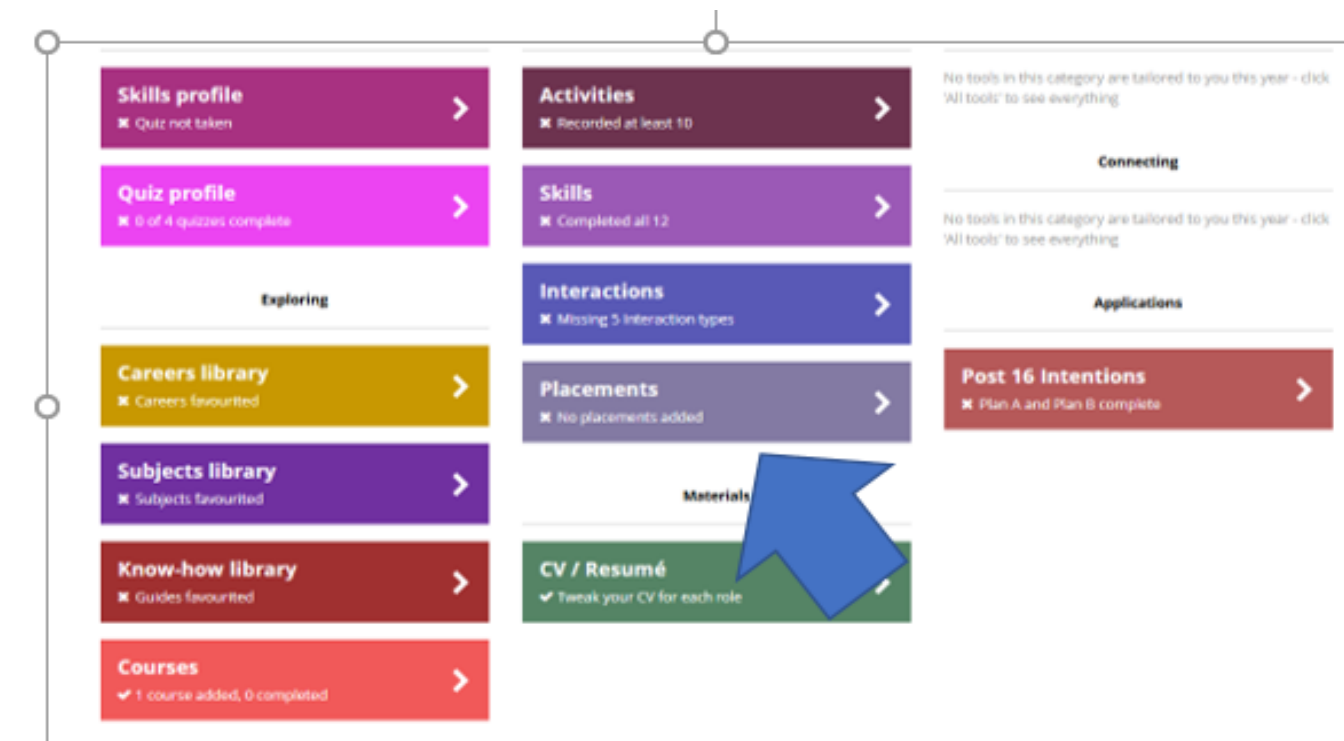 Skills profile
✖ Quiz not taken
Quiz profile
✖ 0 of 4 quizzes complete
Exploring
Careers library
✖ Careers favourited
Subjects library
✖ Subjects favourited
Know-how library
✖ Guides favourited
Courses
✔ 1 course added, 0 completed
Activities
✖ Recorded at least 10
Skills
✖ Completed all 12
Interactions
✖ Missing 5 interaction types
Placements
✖ No placements added
Materials
CV / Resumé
✔ Tweak your CV for each role
No tools in this category are tailored to you this year - click
'All tools' to see everything
Connecting
No tools in this category are tailored to you this year - click
'All tools' to see everything
Applications
Post 16 Intentions
✖ Plan A and Plan B complete